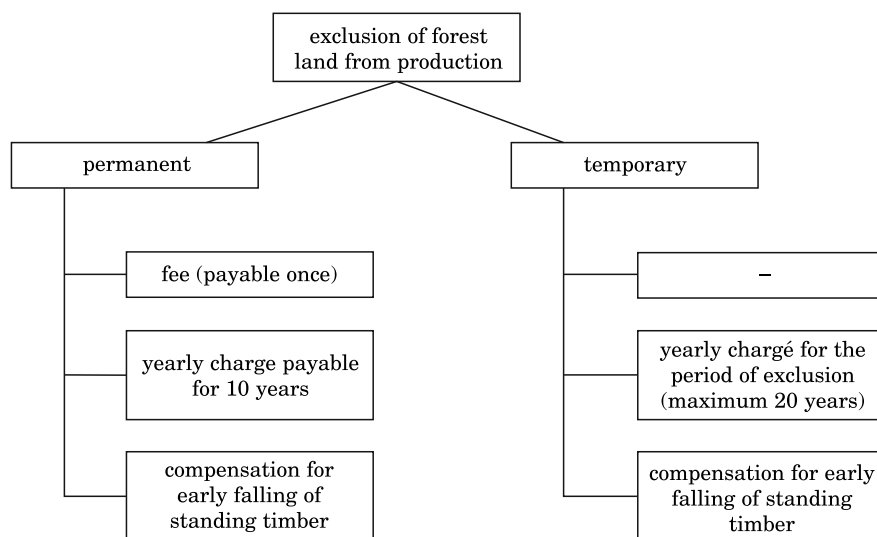 exclusion of forest
land from production
permanent
temporary
fee (payable once)
–
yearly charge payable
for 10 years
yearly chargé for the
period of exclusion
(maximum 20 years)
compensation for
early falling of
standing timber
compensation for early
falling of standing
timber